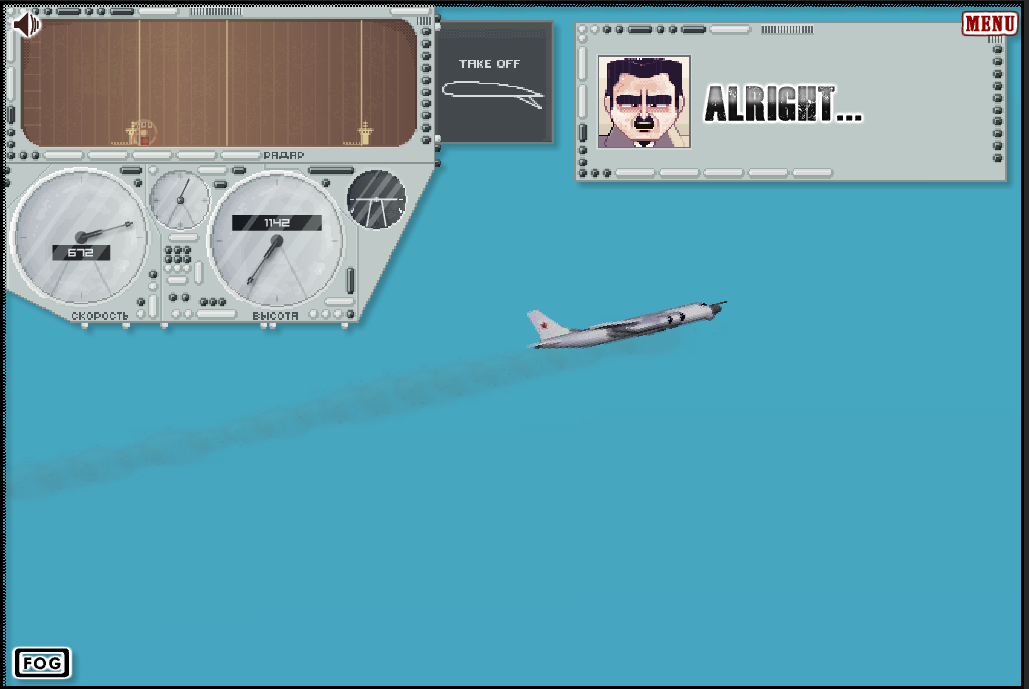 MENU
TAKE OFF
ALRIGHT...
РАДАР
1142
672
СКОРОСТЬ
ВЫСОТА
FOG